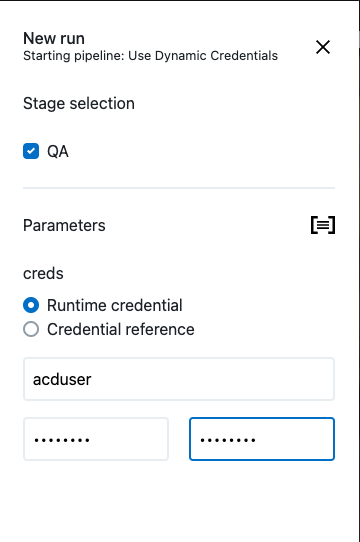 New run
Starting pipeline: Use Dynamic Credentials
Stage selection
QA
Parameters
creds
Runtime credential
Credential reference
acduser
•••••••• ••••••••